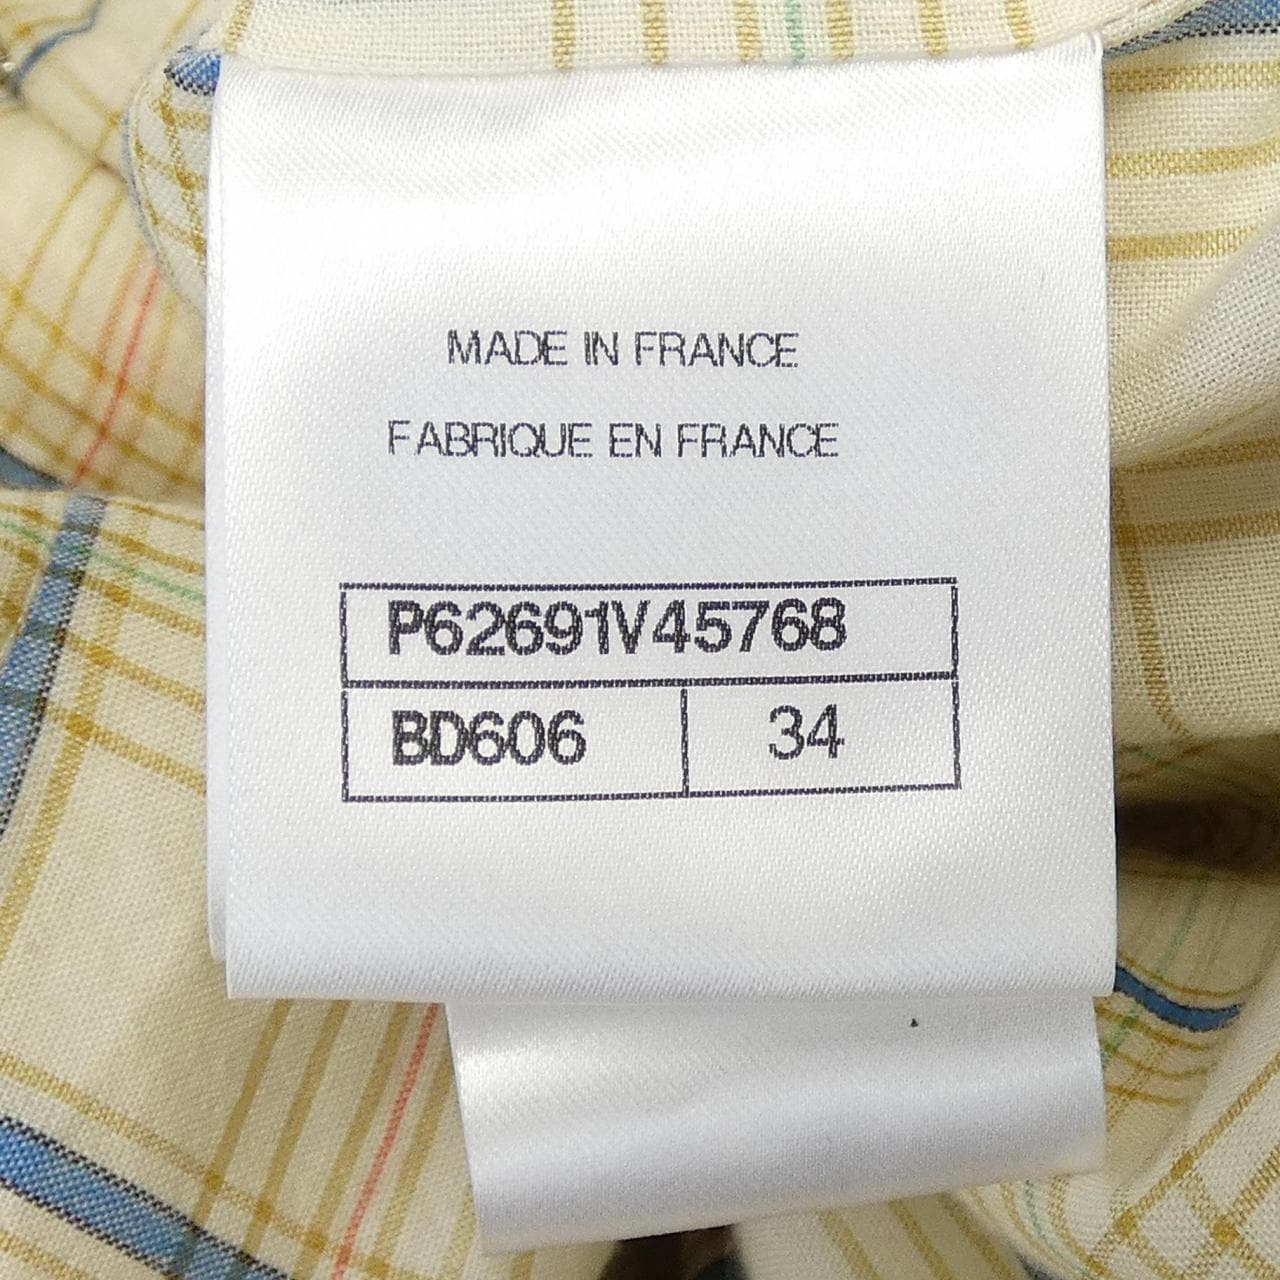 MADE IN FRANCE
FABRIQUE EN FRANCE
P62691V45768
BD606 34